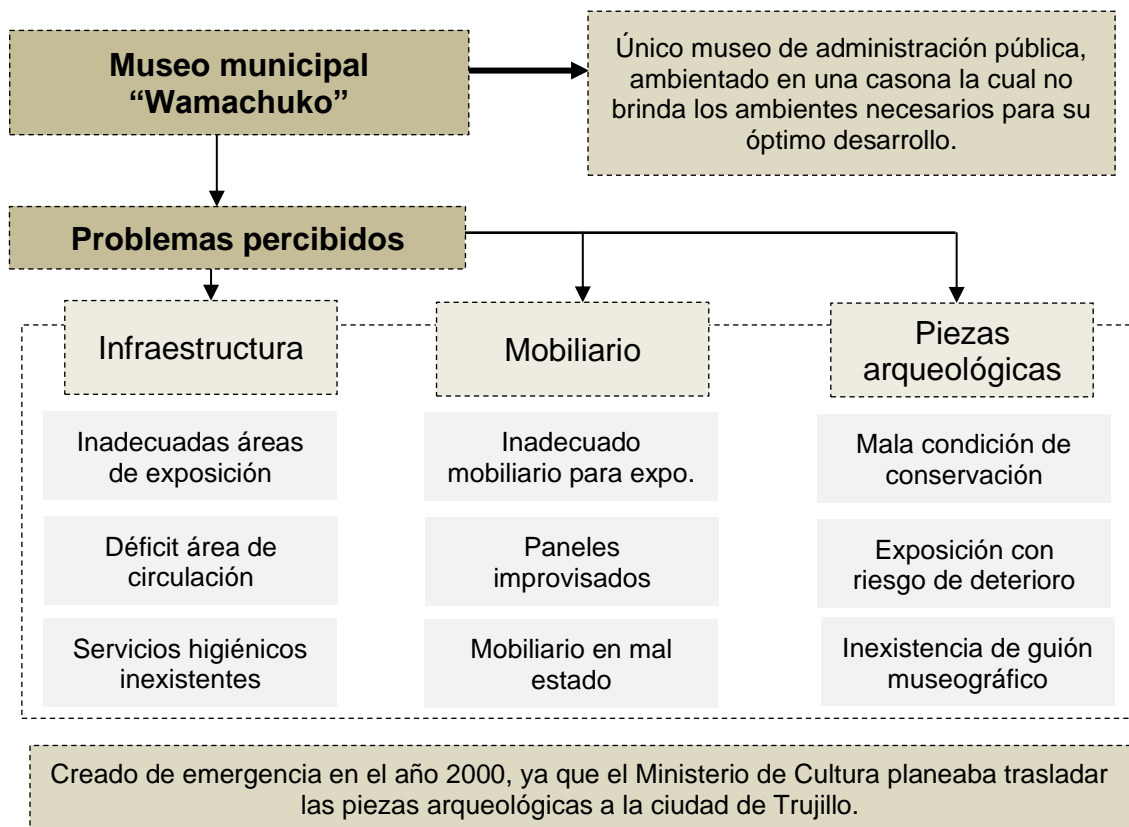 Museo municipal
“Wamachuko”
Único museo de administración pública,
ambientado en una casona la cual no
brinda los ambientes necesarios para su
óptimo desarrollo.
Problemas percibidos
Infraestructura
Mobiliario
Piezas
arqueológicas
Inadecuadas áreas
de exposición
Inadecuado
mobiliario para expo.
Mala condición de
conservación
Déficit área de
circulación
Paneles
improvisados
Exposición con
riesgo de deterioro
Servicios higiénicos
inexistentes
Mobiliario en mal
estado
Inexistencia de guión
museográfico
Creado de emergencia en el año 2000, ya que el Ministerio de Cultura planeaba trasladar
las piezas arqueológicas a la ciudad de Trujillo.